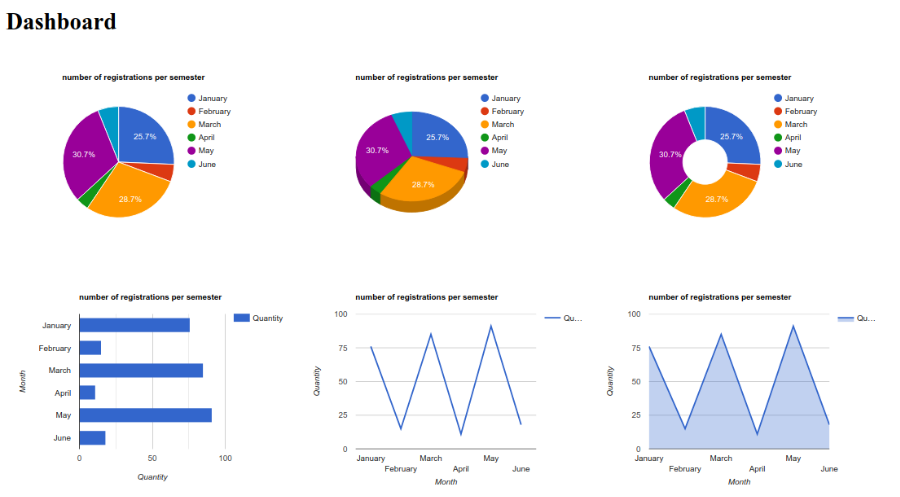 Dashboard
number of registrations per semester
January
February
March
April
May
June
25.7%
28.7%
30.7%
number of registrations per semester
January
February
March
April
May
June
25.7%
28.7%
30.7%
number of registrations per semester
January
February
March
April
May
June
25.7%
28.7%
30.7%
number of registrations per semester
Quantity
Month
January
February
March
April
May
June
0 50 100
Quantity
number of registrations per semester
Qu...
Quantity
100
75
50
25
0
January March May
February April June
Month
number of registrations per semester
Qu...
Quantity
100
75
50
25
0
January March May
February April June
Month